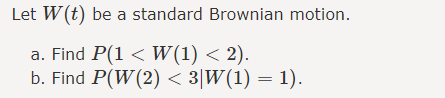 Let W(t) be a standard Brownian motion.
a. Find P(1 < W(1) < 2).
b. Find P(W(2) < 3|W(1) = 1).